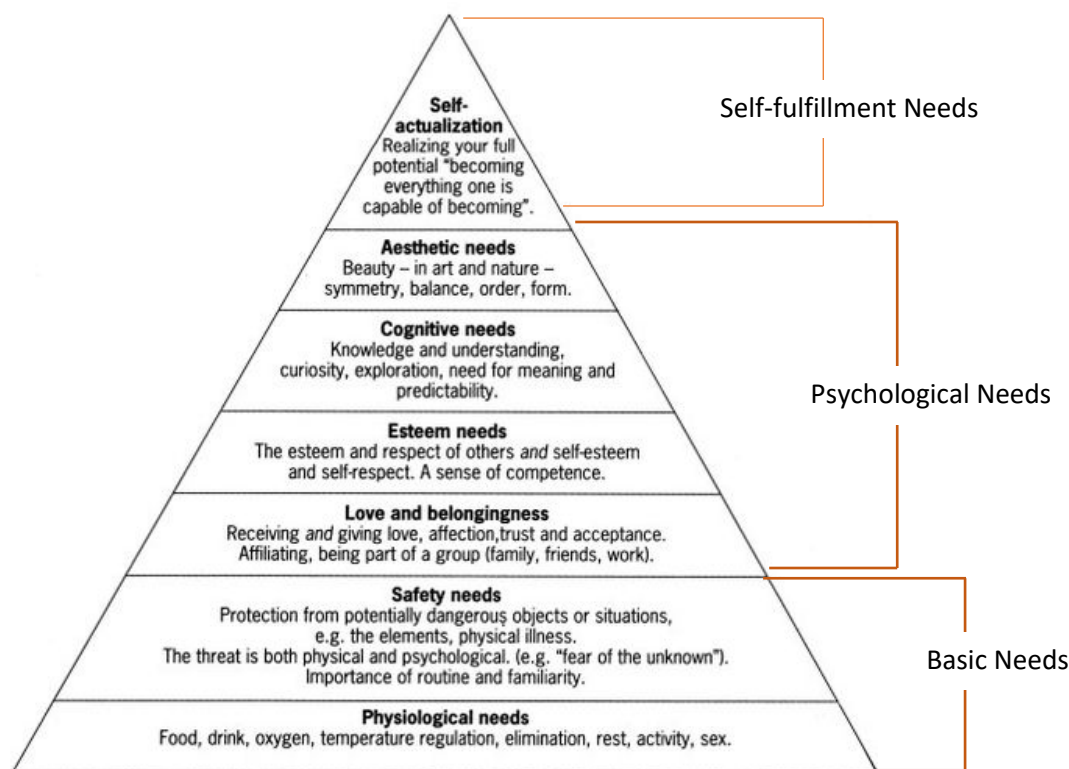 Self-
actualization
Realizing your full
potential “becoming
everything one is
capable of becoming”.
Self-fulfillment Needs
Aesthetic needs
Beauty – in art and nature –
symmetry, balance, order, form.
Cognitive needs
Knowledge and understanding,
curiosity, exploration, need for meaning and
predictability.
Psychological Needs
Esteem needs
The esteem and respect of others and self-esteem
and self-respect. A sense of competence.
Love and belongingness
Receiving and giving love, affection,trust and acceptance.
Affiliating, being part of a group (family, friends, work).
Safety needs
Protection from potentially dangerous objects or situations,
e.g. the elements, physical illness.
The threat is both physical and psychological. (e.g. “fear of the unknown”).
Importance of routine and familiarity.
Basic Needs
Physiological needs
Food, drink, oxygen, temperature regulation, elimination, rest, activity, sex.